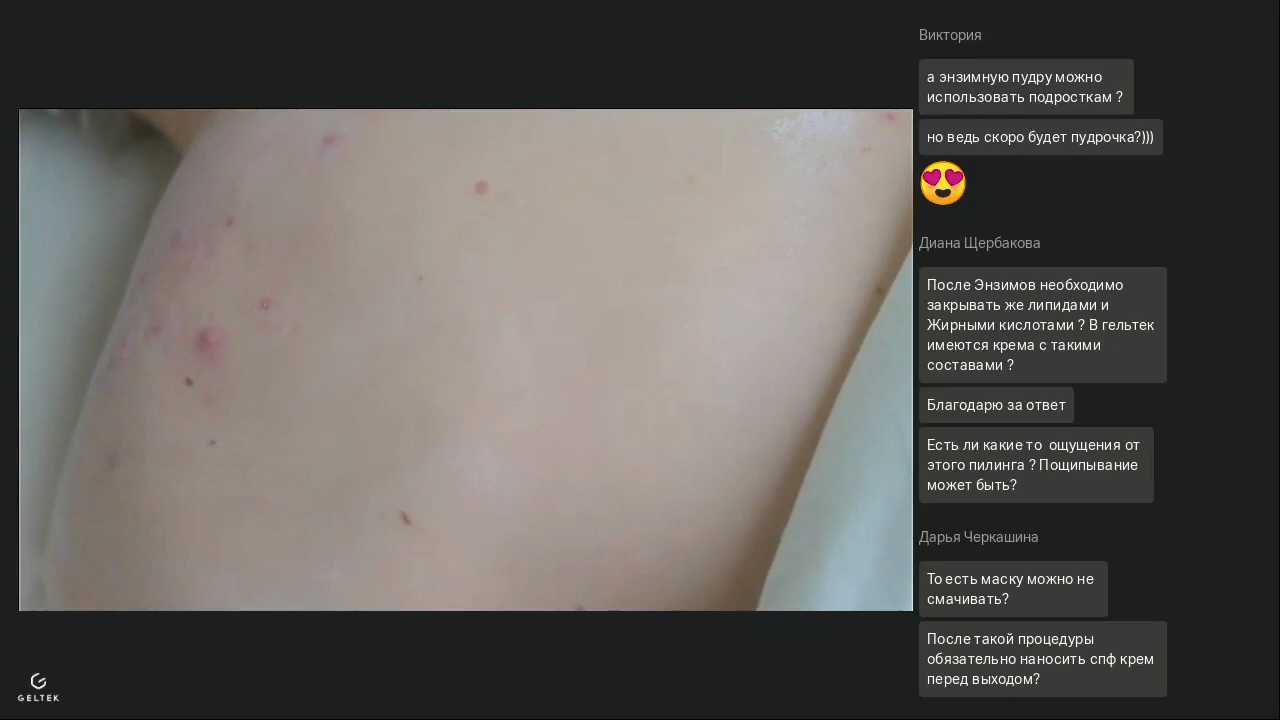 Виктория
а энзимную пудру можно
использовать подросткам ?
но ведь скоро будет пудрочка?)))
Диана Щербакова
После Энзимов необходимо
закрывать же липидами и
Жирными кислотами ? В гельтек
имеются крема с такими
составами ?
Благодарю за ответ
Есть ли какие то  ощущения от
этого пилинга ? Пощипывание
может быть?
Дарья Черкашина
То есть маску можно не
смачивать?
После такой процедуры
обязательно наносить спф крем
перед выходом?
GELTEK